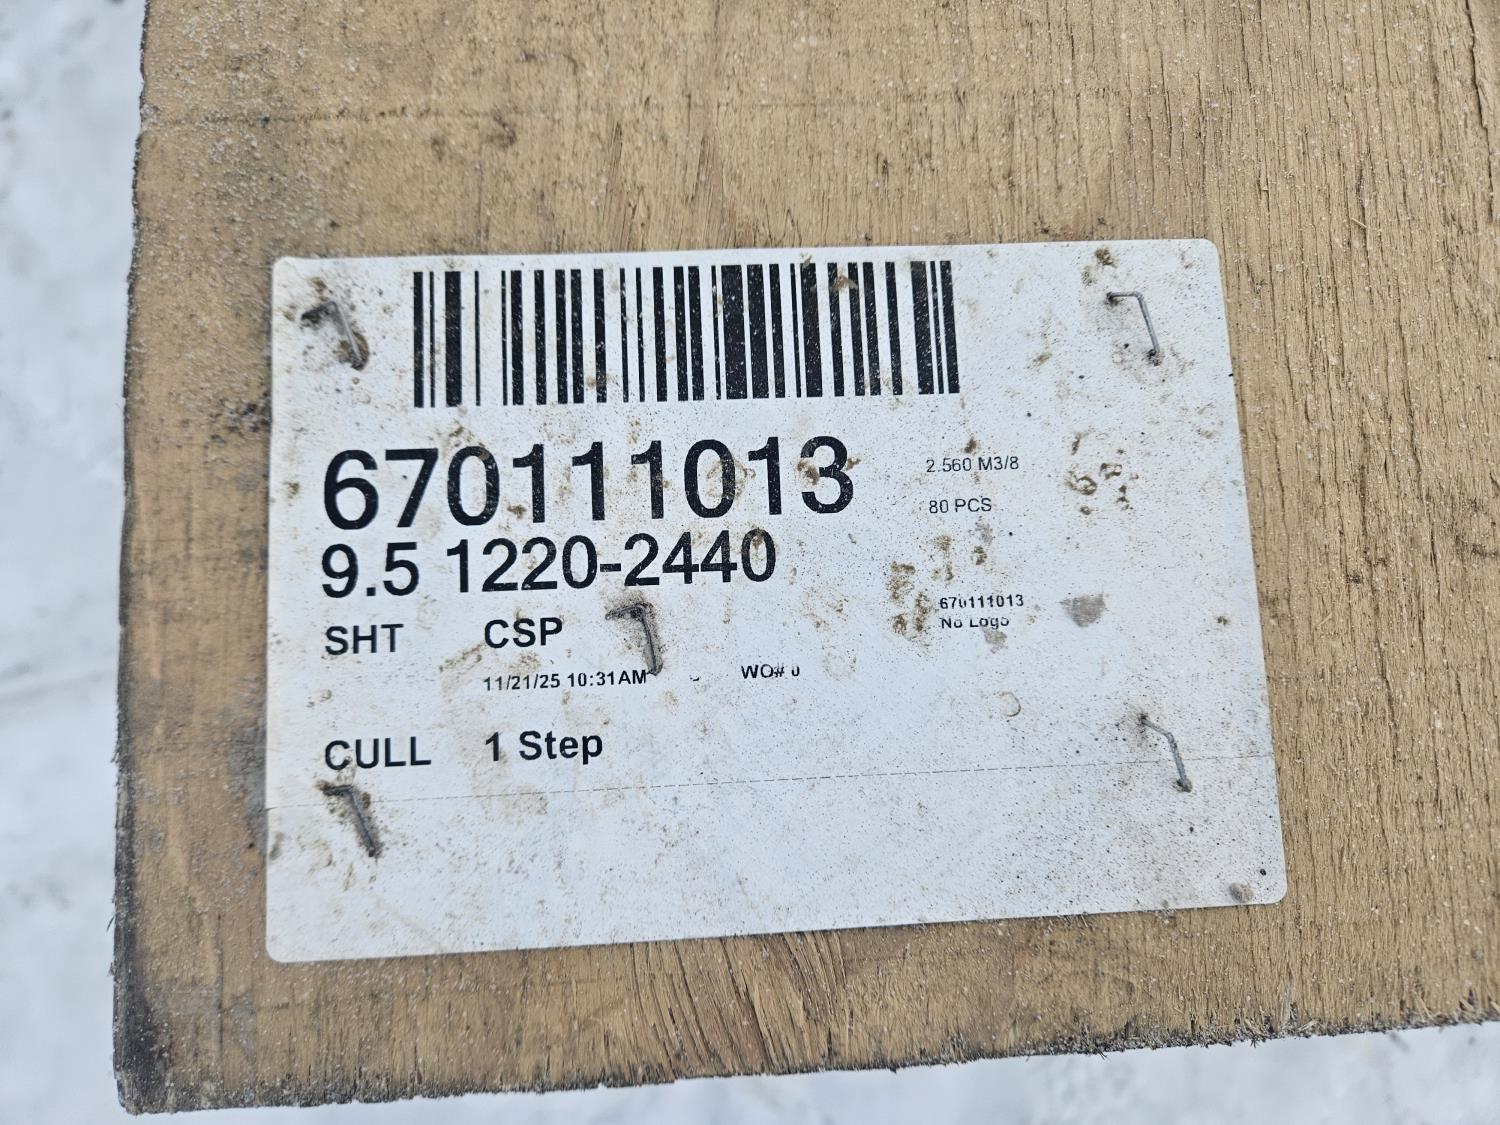 670111013
2.560 M3/8
80 PCS
9.5 1220-2440
670111013
No Logo
SHT CSP
11/21/25 10:31AM WO# 0
CULL 1 Step